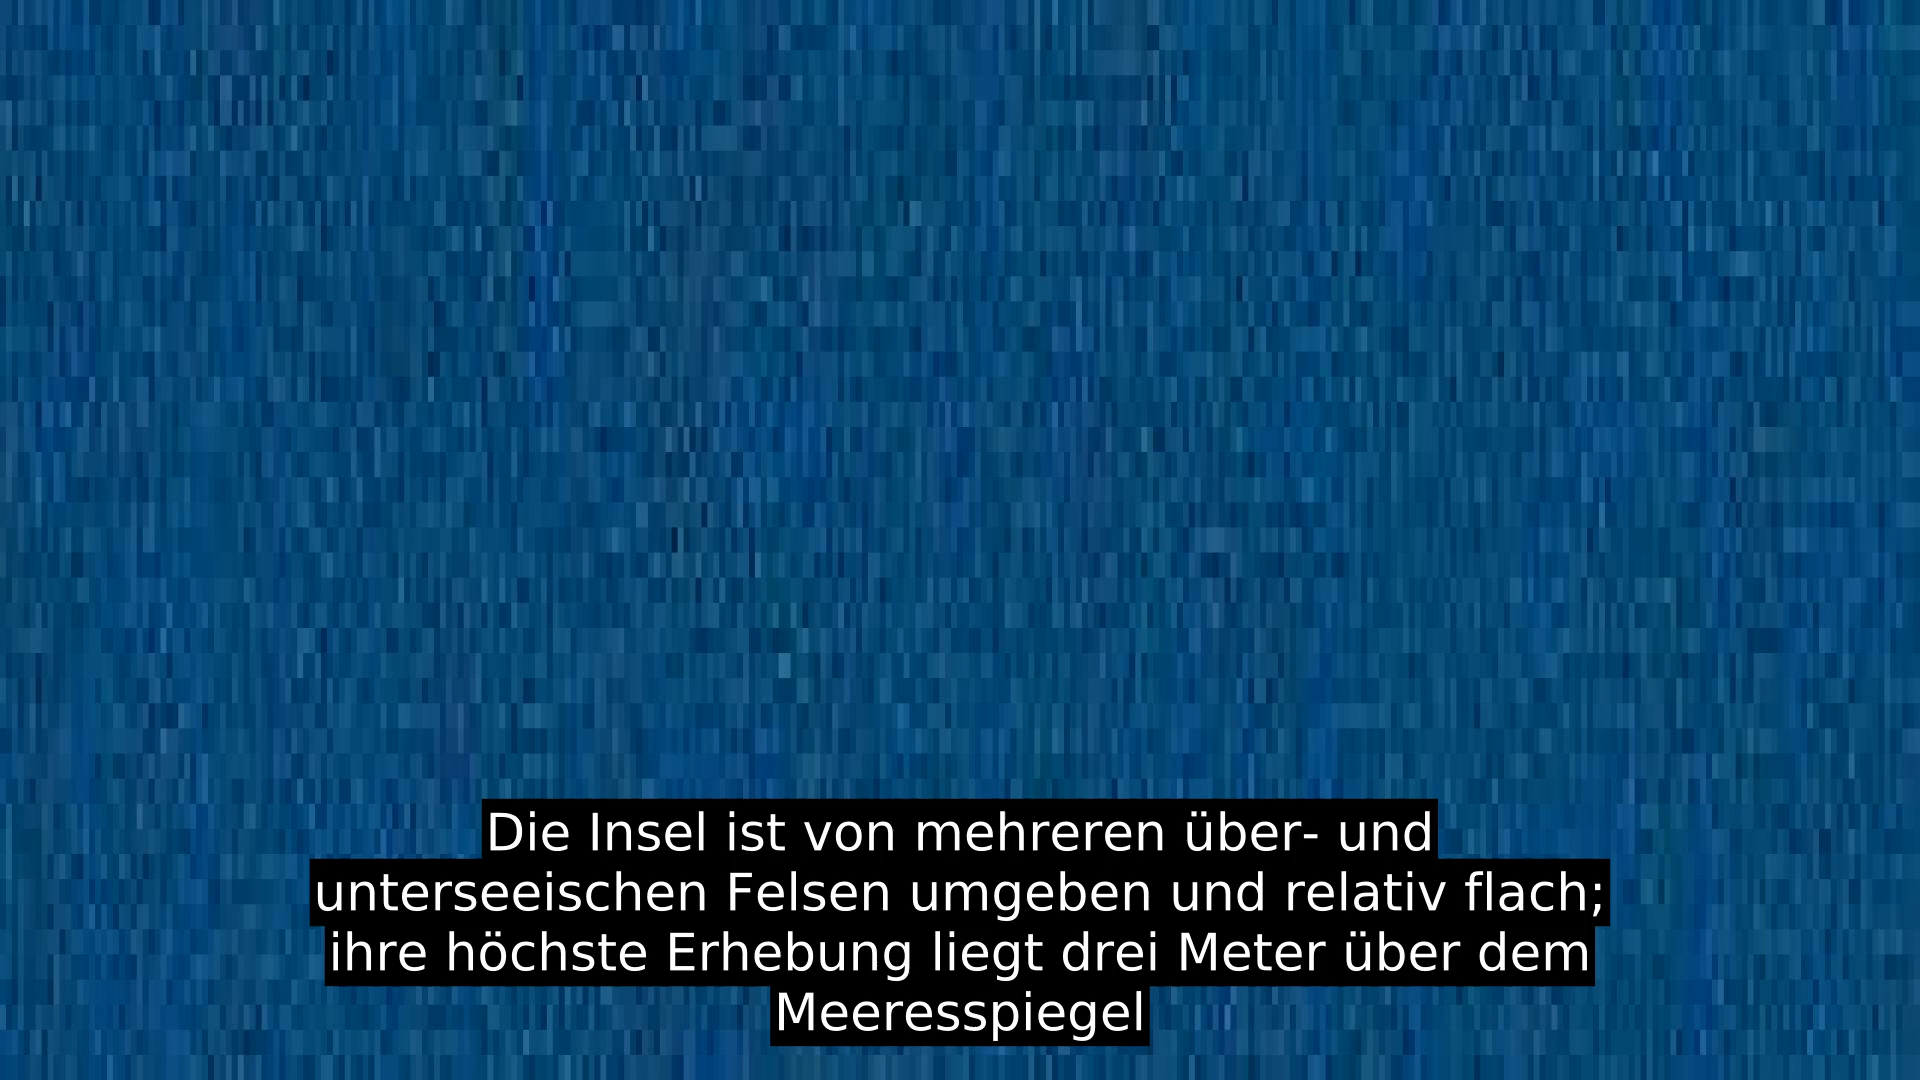 Die Insel ist von mehreren über- und
unterseeischen Felsen umgeben und relativ flach;
ihre höchste Erhebung liegt drei Meter über dem
Meeresspiegel